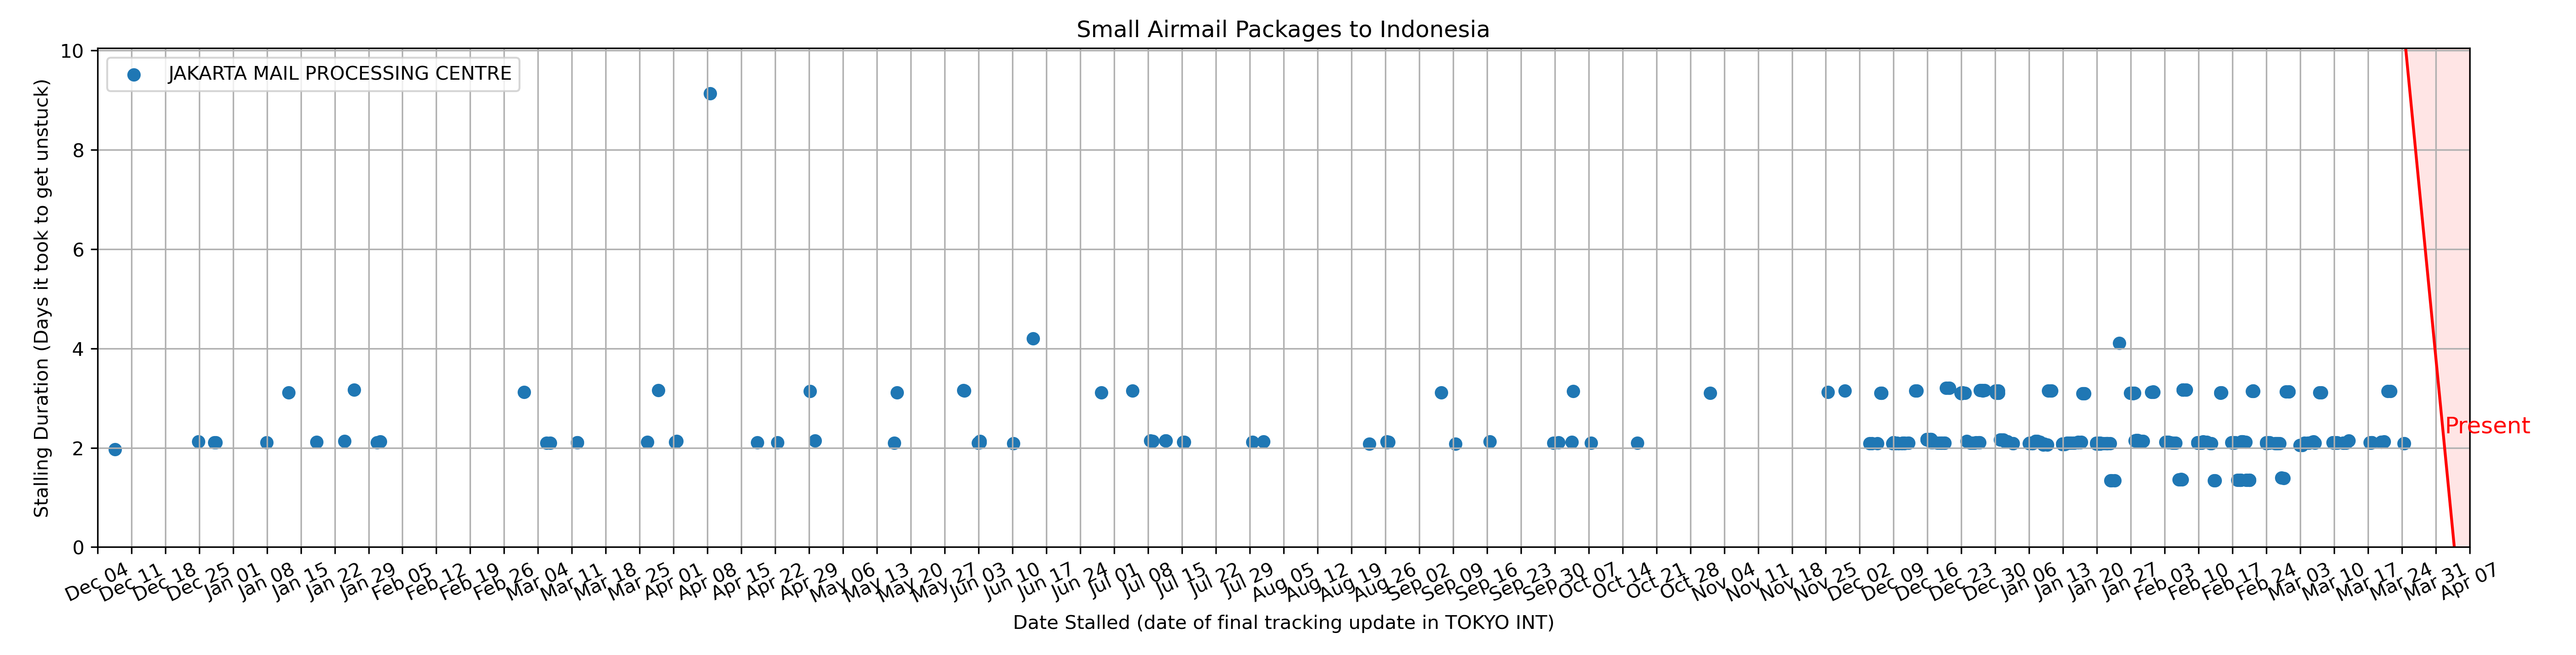 Small Airmail Packages to Indonesia
JAKARTA MAIL PROCESSING CENTRE
Stalling Duration (Days it took to get unstuck)
10
8
6
4
2
0
Present
Dec 04
Dec 11
Dec 18
Dec 25
Jan 01
Jan 08
Jan 15
Jan 22
Jan 29
Feb 05
Feb 12
Feb 19
Feb 26
Mar 04
Mar 11
Mar 18
Mar 25
Apr 01
Apr 08
Apr 15
Apr 22
Apr 29
May 06
May 13
May 20
May 27
Jun 03
Jun 10
Jun 17
Jun 24
Jul 01
Jul 08
Jul 15
Jul 22
Jul 29
Aug 05
Aug 12
Aug 19
Aug 26
Sep 02
Sep 09
Sep 16
Sep 23
Sep 30
Oct 07
Oct 14
Oct 21
Oct 28
Nov 04
Nov 11
Nov 18
Nov 25
Dec 02
Dec 09
Dec 16
Dec 23
Dec 30
Jan 06
Jan 13
Jan 20
Jan 27
Feb 03
Feb 10
Feb 17
Feb 24
Mar 03
Mar 10
Mar 17
Mar 24
Mar 31
Apr 07
Date Stalled (date of final tracking update in TOKYO INT)